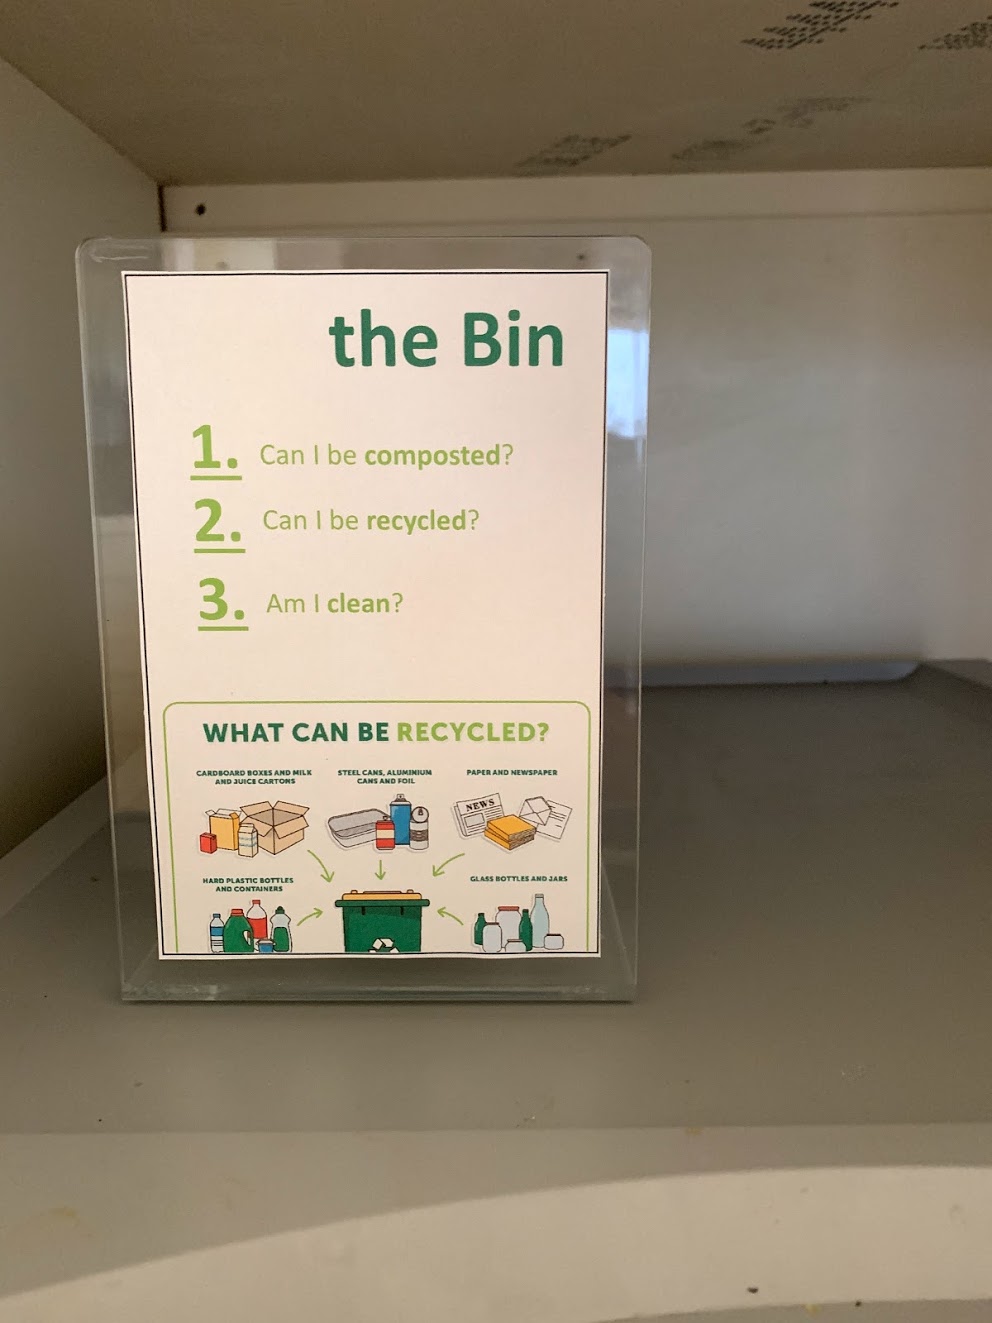 the Bin
1. Can I be composted?
2. Can I be recycled?
3. Am I clean?
WHAT CAN BE RECYCLED?
CARDBOARD BOXES AND MILK
AND JUICE CARTONS
STEEL CANS, ALUMINIUM
CANS AND FOIL
PAPER AND NEWSPAPER
NEWS
HARD PLASTIC BOTTLES
AND CONTAINERS
GLASS BOTTLES AND JARS